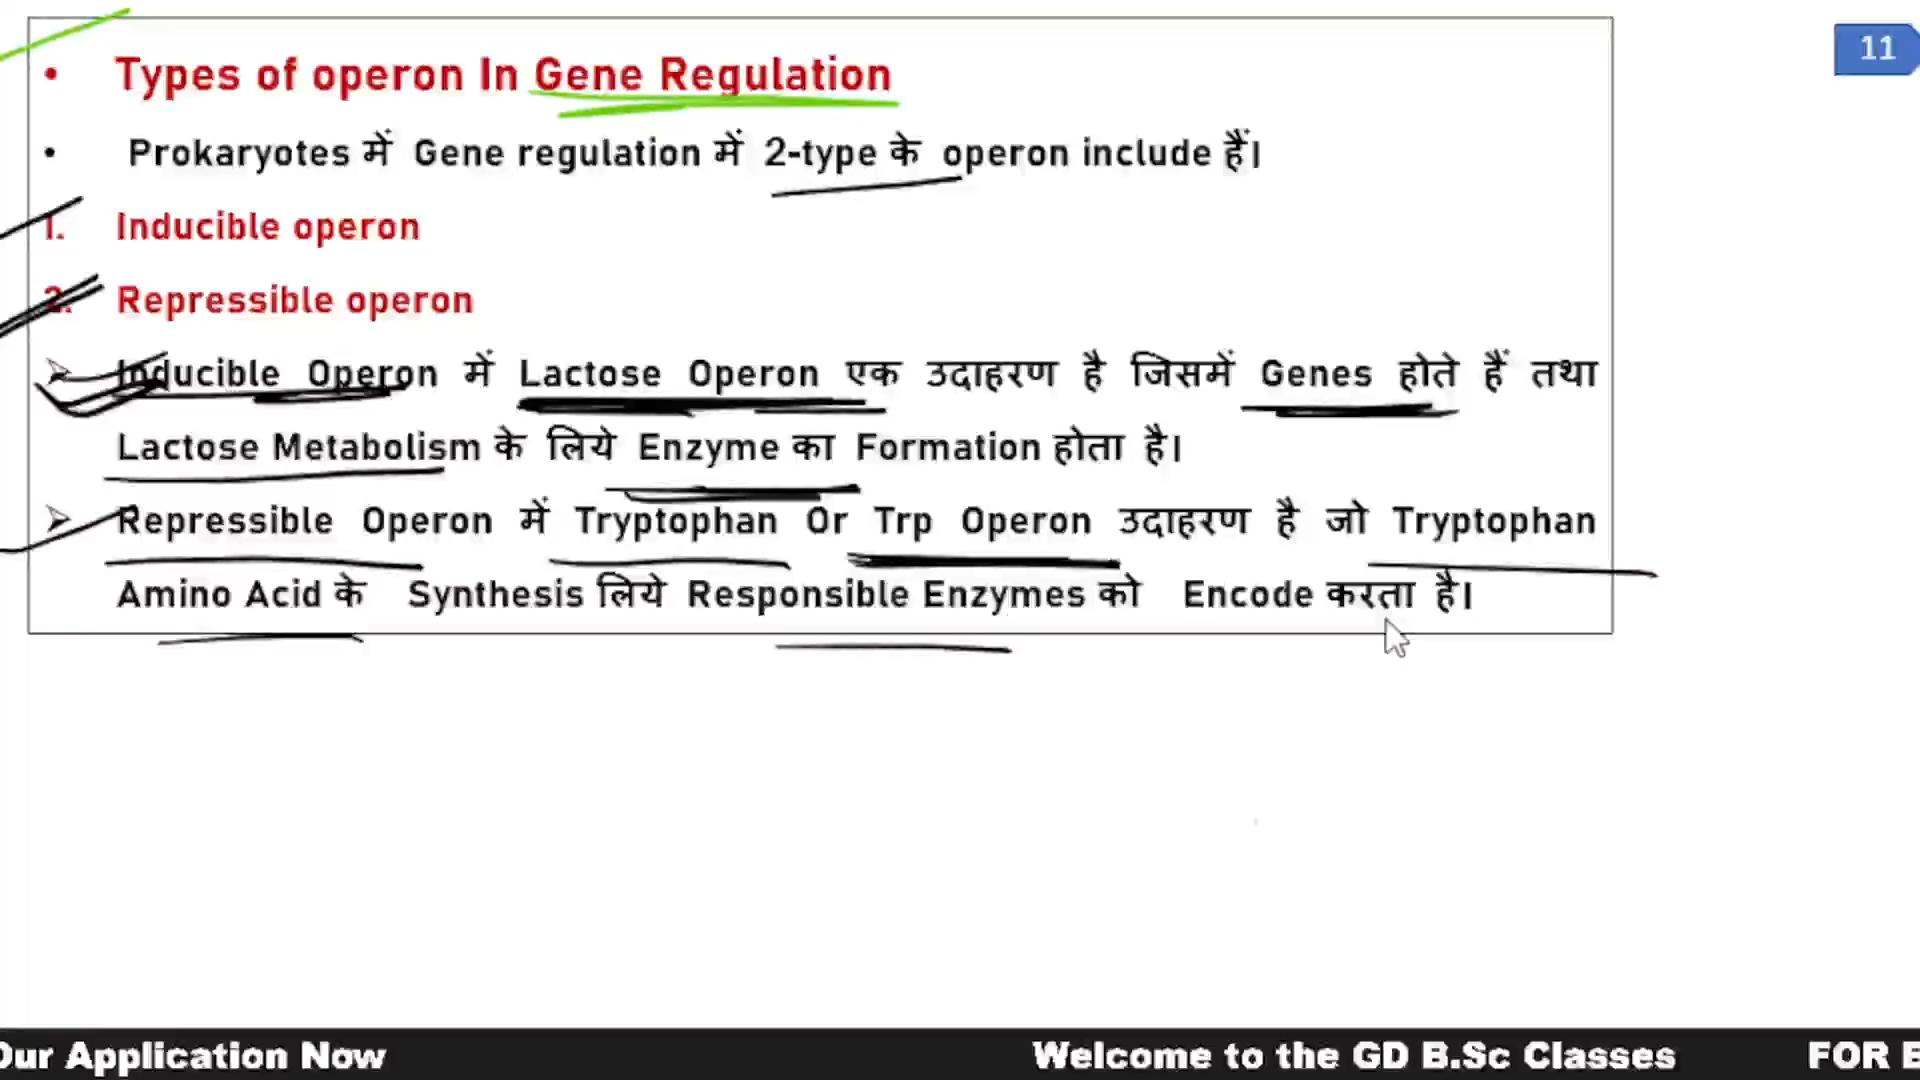 11
• Types of operon In Gene Regulation
• Prokaryotes में Gene regulation में 2-type के operon include हैं।
1. Inducible operon
2. Repressible operon
➢ Inducible Operon में Lactose Operon एक उदाहरण है जिसमें Genes होते हैं तथा
Lactose Metabolism के लिये Enzyme का Formation होता है।
➢ Repressible Operon में Tryptophan Or Trp Operon उदाहरण है जो Tryptophan
Amino Acid के Synthesis लिये Responsible Enzymes को Encode करता है।
Our Application Now Welcome to the GD B.Sc Classes FOR